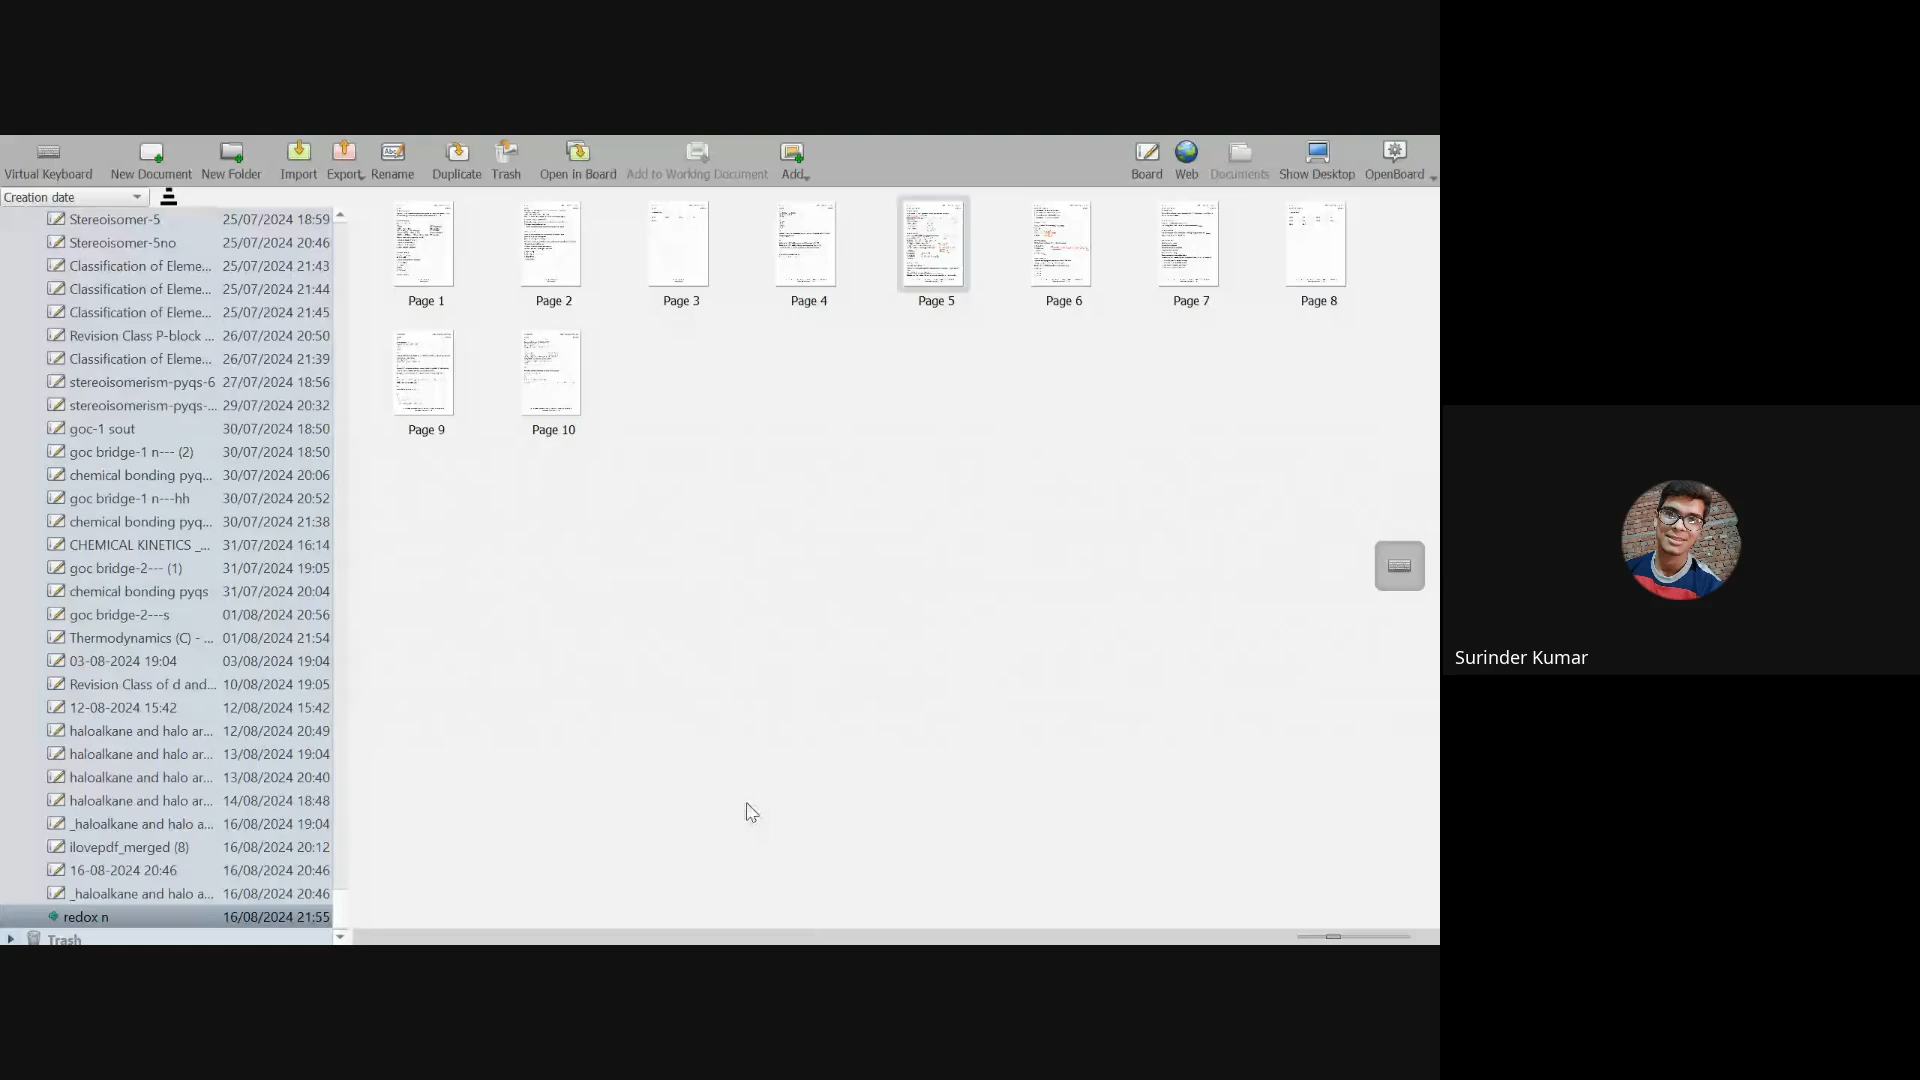 Virtual Keyboard New Document New Folder Import Export Rename Duplicate Trash Open in Board Add to Working Document Add Board Web Documents Show Desktop OpenBoard
Creation date
Stereoisomer-5 25/07/2024 18:59
Stereoisomer-5no 25/07/2024 20:46
Classification of Eleme... 25/07/2024 21:43
Classification of Eleme... 25/07/2024 21:44
Classification of Eleme... 25/07/2024 21:45
Revision Class P-block ... 26/07/2024 20:50
Classification of Eleme... 26/07/2024 21:39
stereoisomerism-pyqs-6 27/07/2024 18:56
stereoisomerism-pyqs-... 29/07/2024 20:32
goc-1 sout 30/07/2024 18:50
goc bridge-1 n--- (2) 30/07/2024 18:50
chemical bonding pyq... 30/07/2024 20:06
goc bridge-1 n---hh 30/07/2024 20:52
chemical bonding pyq... 30/07/2024 21:38
CHEMICAL KINETICS _... 31/07/2024 16:14
goc bridge-2--- (1) 31/07/2024 19:05
chemical bonding pyqs 31/07/2024 20:04
goc bridge-2---s 01/08/2024 20:56
Thermodynamics (C) - ... 01/08/2024 21:54
03-08-2024 19:04 03/08/2024 19:04
Revision Class of d and... 10/08/2024 19:05
12-08-2024 15:42 12/08/2024 15:42
haloalkane and halo ar... 12/08/2024 20:49
haloalkane and halo ar... 13/08/2024 19:04
haloalkane and halo ar... 13/08/2024 20:40
haloalkane and halo ar... 14/08/2024 18:48
_haloalkane and halo a... 16/08/2024 19:04
ilovepdf_merged (8) 16/08/2024 20:12
16-08-2024 20:46 16/08/2024 20:46
_haloalkane and halo a... 16/08/2024 20:46
redox n 16/08/2024 21:55
Trash
Page 1 Page 2 Page 3 Page 4 Page 5 Page 6 Page 7 Page 8
Page 9 Page 10
Surinder Kumar